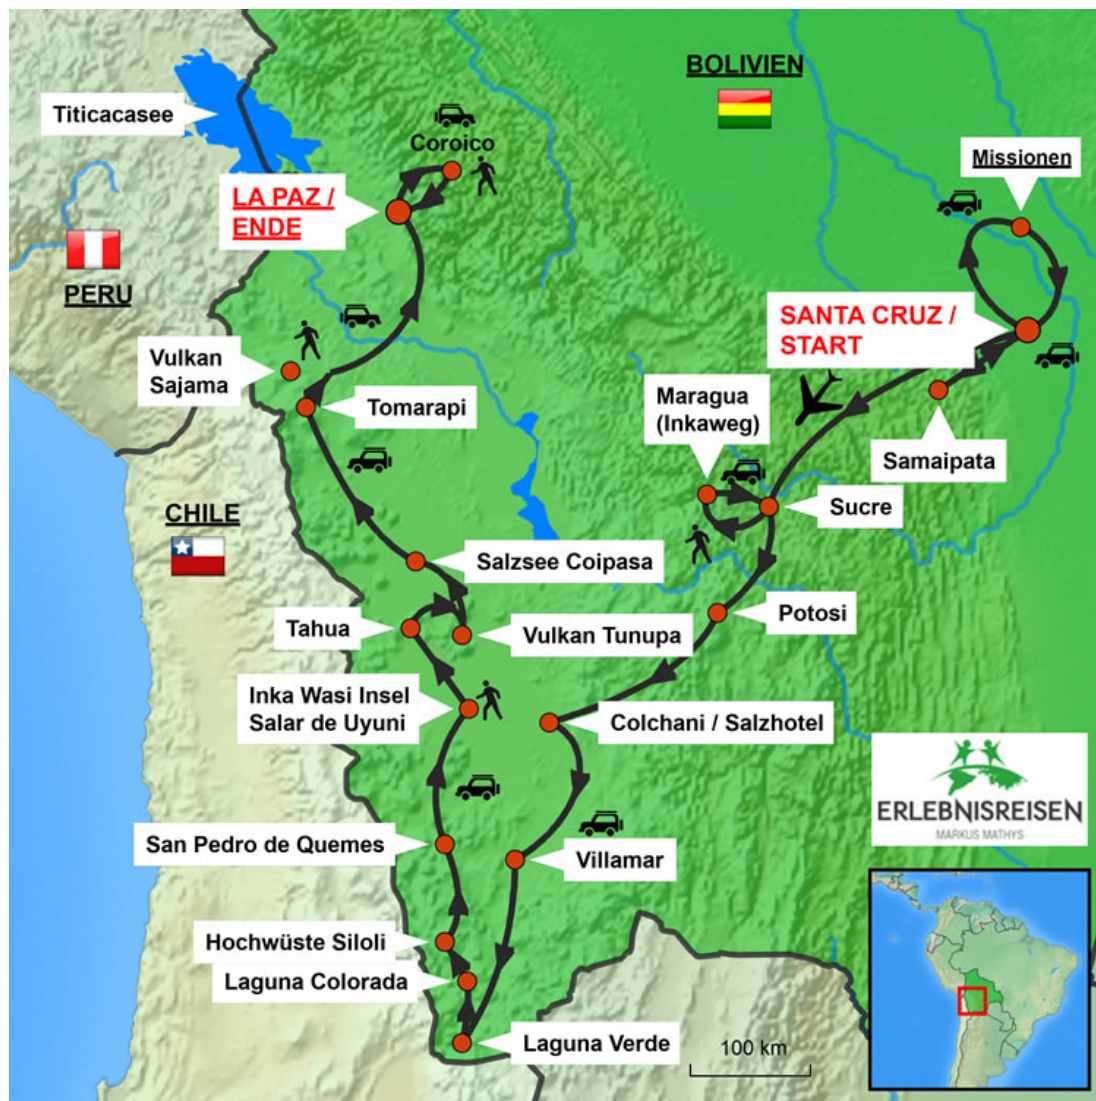 BOLIVIEN
Titicacasee
Coroico
Missionen
LA PAZ /
ENDE
PERU
SANTA CRUZ /
START
Vulkan
Sajama
Maragua
(Inkaweg)
Tomarapi
Samaipata
Sucre
CHILE
Salzsee Coipasa
Potosi
Tahua
Vulkan Tunupa
Inka Wasi Insel
Salar de Uyuni
Colchani / Salzhotel
ERLEBNISREISEN
MARKUS MATHYS
San Pedro de Quemes
Villamar
Hochwüste Siloli
Laguna Colorada
Laguna Verde
100 km